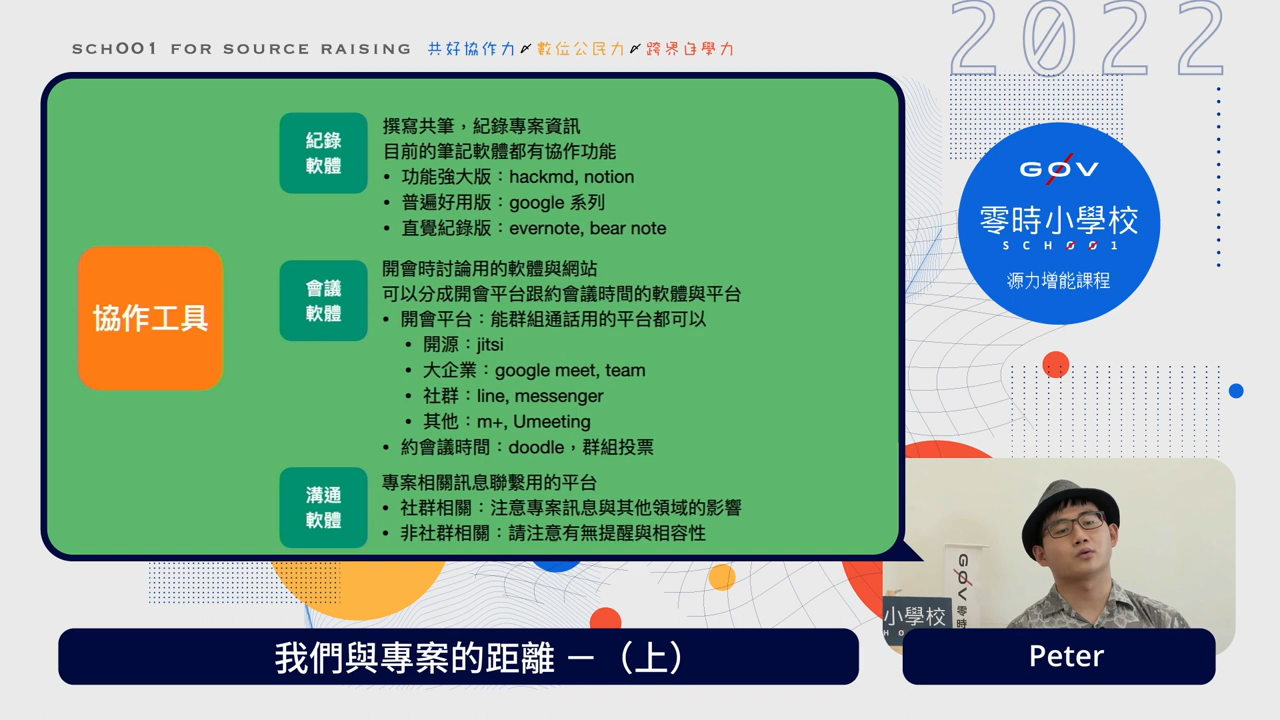 SCH001 FOR SOURCE RAISING 共好協作力 數位公民力 跨界自學力
2022
紀錄
軟體
撰寫共筆，紀錄專案資訊
目前的筆記軟體都有協作功能
• 功能強大版：hackmd, notion
• 普遍好用版：google 系列
• 直覺紀錄版：evernote, bear note
協作工具
會議
軟體
開會時討論用的軟體與網站
可以分成開會平台跟約會議時間的軟體與平台
• 開會平台：能群組通話用的平台都可以
• 開源：jitsi
• 大企業：google meet, team
• 社群：line, messenger
• 其他：m+, Umeeting
• 約會議時間：doodle，群組投票
溝通
軟體
專案相關訊息聯繫用的平台
• 社群相關：注意專案訊息與其他領域的影響
• 非社群相關：請注意有無提醒與相容性
G0V
零時小學校
SCH001
源力增能課程
G0V 零時
小學校
我們與專案的距離 － （上）
Peter